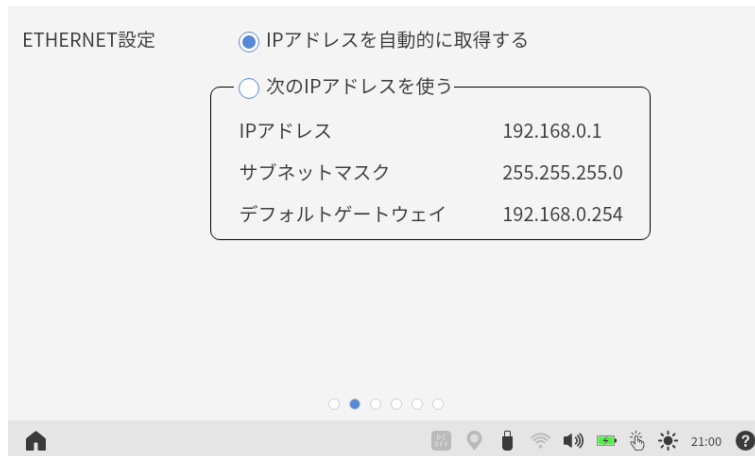 ETHERNET設定
IPアドレスを自動的に取得する
次のIPアドレスを使う
IPアドレス 192.168.0.1
サブネットマスク 255.255.255.0
デフォルトゲートウェイ 192.168.0.254
DC
OFF
21:00 ?